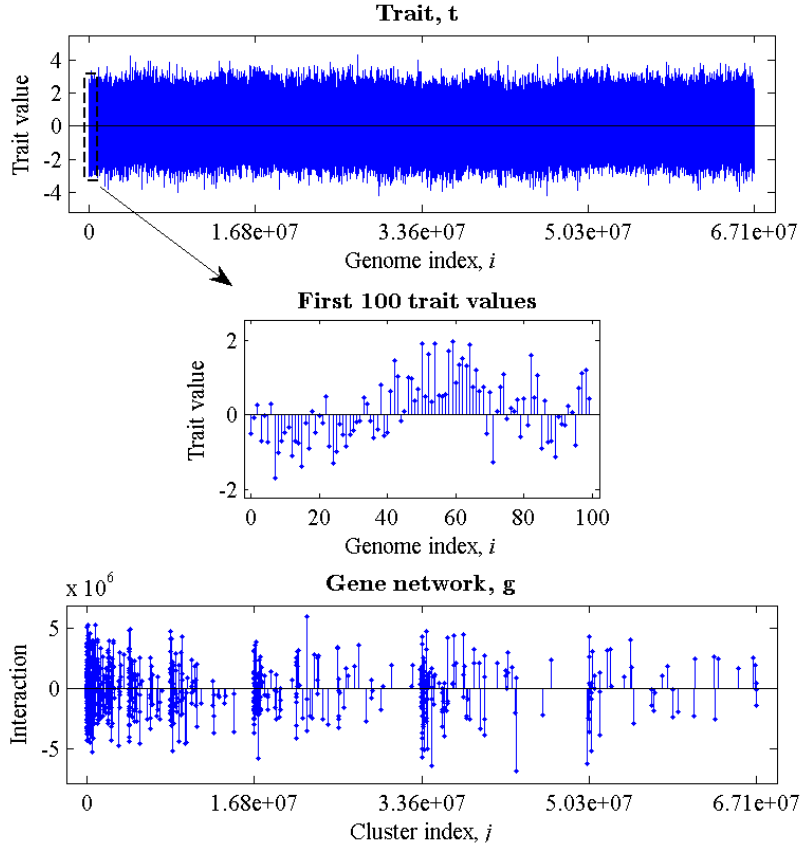 Trait, t
4
2
0
-2
-4
Trait value
0 1.68e+07 3.36e+07 5.03e+07 6.71e+07
Genome index, i
First 100 trait values
2
0
-2
Trait value
0 20 40 60 80 100
Genome index, i
Gene network, g
x 10^6
5
0
-5
Interaction
0 1.68e+07 3.36e+07 5.03e+07 6.71e+07
Cluster index, j